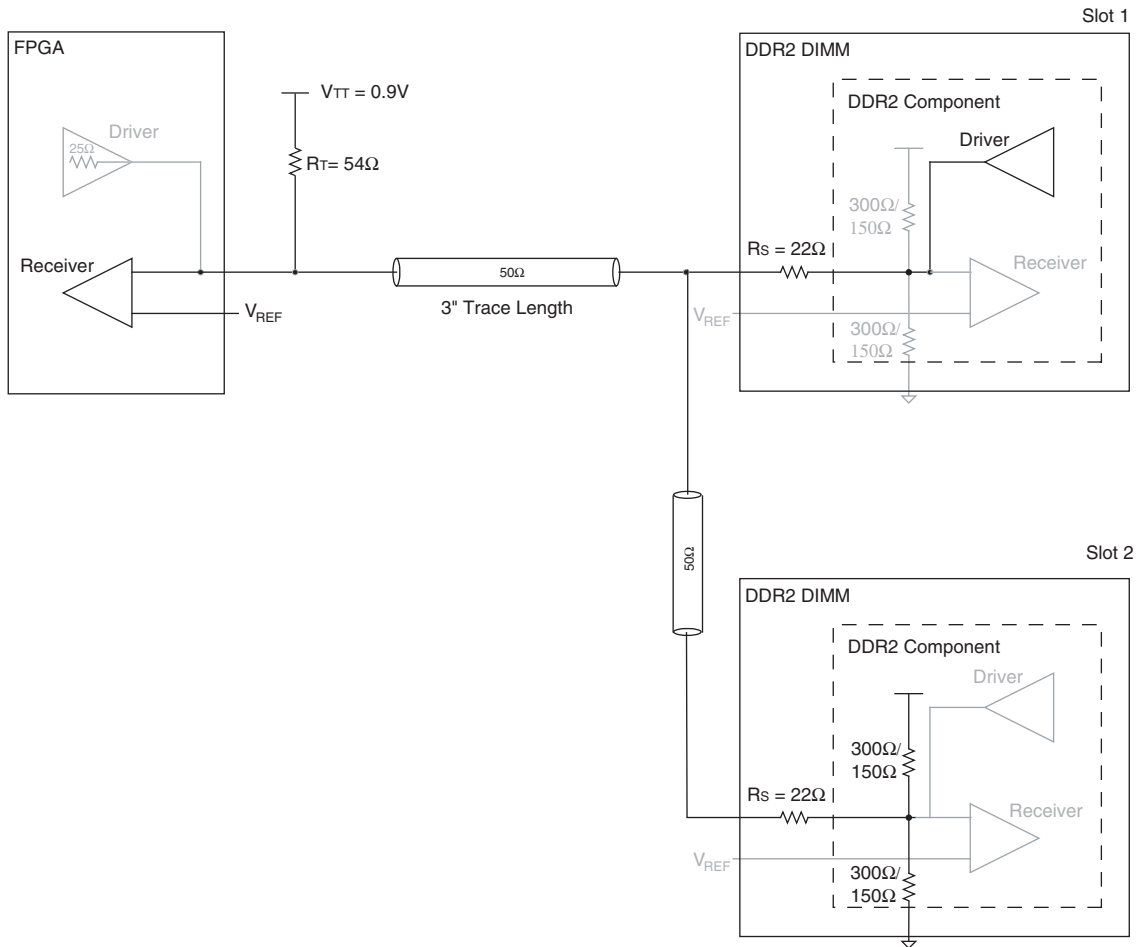 Slot 1
FPGA
DDR2 DIMM
VTT = 0.9V
DDR2 Component
Driver
Driver
25Ω
RT= 54Ω
300Ω/
150Ω
RS = 22Ω
Receiver
Receiver
50Ω
3" Trace Length
VREF
VREF
300Ω/
150Ω
50Ω
Slot 2
DDR2 DIMM
DDR2 Component
Driver
300Ω/
150Ω
RS = 22Ω
Receiver
VREF
300Ω/
150Ω